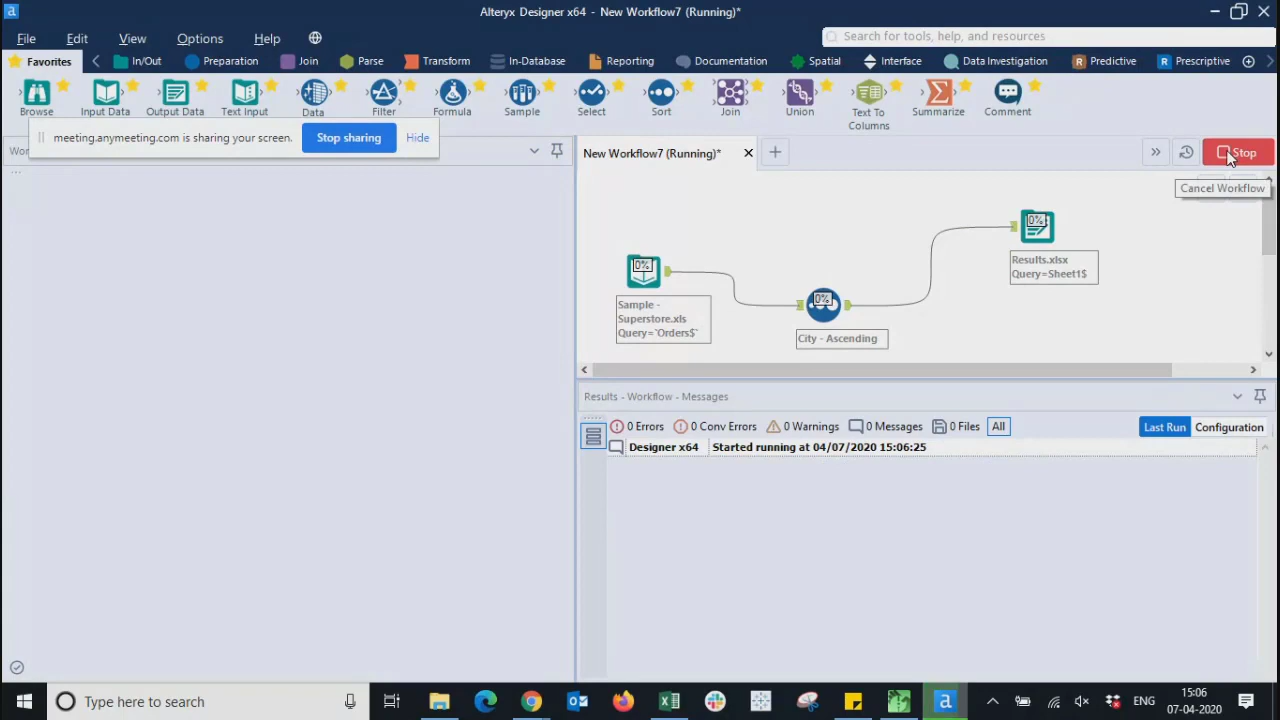 Alteryx Designer x64 - New Workflow7 (Running)*
File Edit View Options Help
Search for tools, help, and resources
Favorites In/Out Preparation Join Parse Transform In-Database Reporting Documentation Spatial Interface Data Investigation Predictive Prescriptive
Browse Input Data Output Data Text Input Data Filter Formula Sample Select Sort Join Union Text To Columns Summarize Comment
meeting.anymeeting.com is sharing your screen. Stop sharing Hide
New Workflow7 (Running)*
Stop
Cancel Workflow
0%
Results.xlsx
Query=Sheet1$
0%
Sample -
Superstore.xls
Query=`Orders$`
0%
City - Ascending
Results - Workflow - Messages
0 Errors 0 Conv Errors 0 Warnings 0 Messages 0 Files All Last Run Configuration
Designer x64 Started running at 04/07/2020 15:06:25
Type here to search
ENG
15:06
07-04-2020